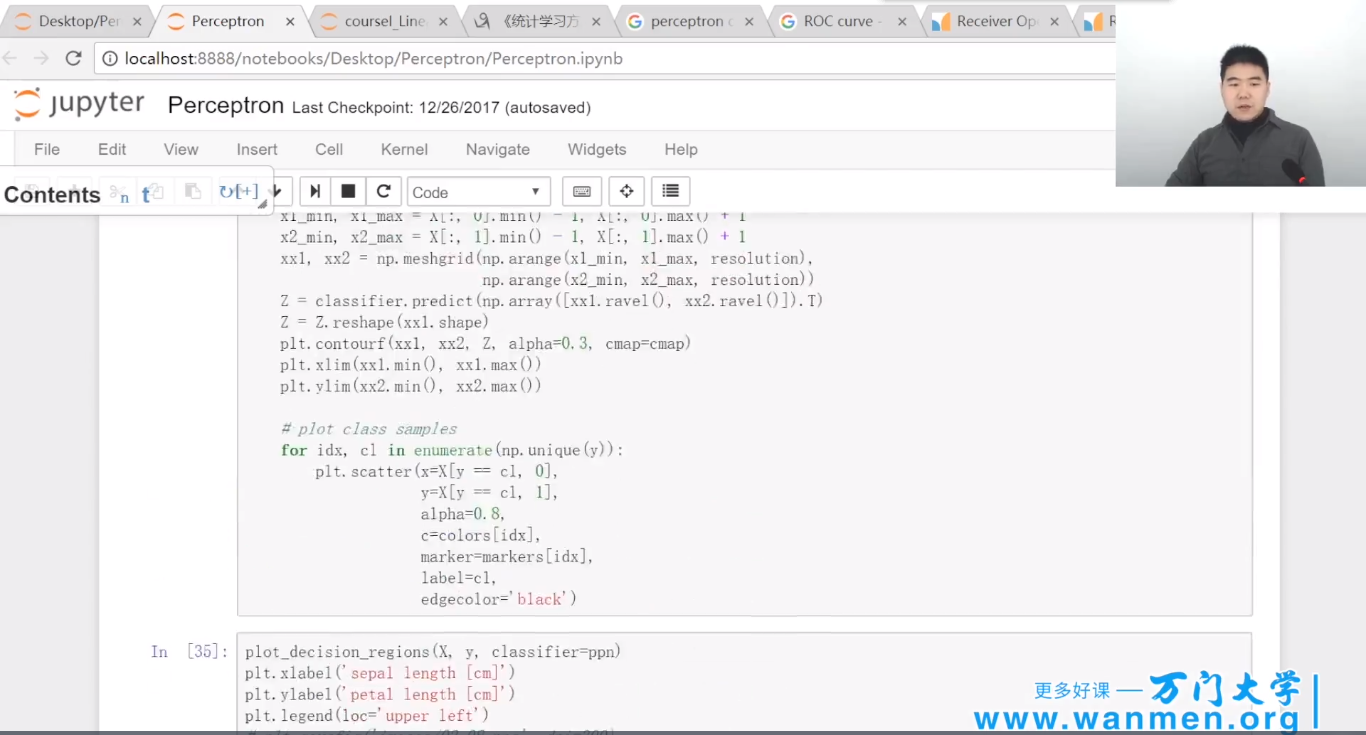 Desktop/Per
Perceptron
coursel_Line
《统计学习方
perceptron
ROC curve -
Receiver Op
localhost:8888/notebooks/Desktop/Perceptron/Perceptron.ipynb
jupyter Perceptron Last Checkpoint: 12/26/2017 (autosaved)
File Edit View Insert Cell Kernel Navigate Widgets Help
Contents n t [+] Code
x1_min, x1_max = X[:, 0].min() - 1, X[:, 0].max() + 1
x2_min, x2_max = X[:, 1].min() - 1, X[:, 1].max() + 1
xx1, xx2 = np.meshgrid(np.arange(x1_min, x1_max, resolution),
np.arange(x2_min, x2_max, resolution))
Z = classifier.predict(np.array([xx1.ravel(), xx2.ravel()]).T)
Z = Z.reshape(xx1.shape)
plt.contourf(xx1, xx2, Z, alpha=0.3, cmap=cmap)
plt.xlim(xx1.min(), xx1.max())
plt.ylim(xx2.min(), xx2.max())
# plot class samples
for idx, cl in enumerate(np.unique(y)):
plt.scatter(x=X[y == cl, 0],
y=X[y == cl, 1],
alpha=0.8,
c=colors[idx],
marker=markers[idx],
label=cl,
edgecolor='black')
In [35]: plot_decision_regions(X, y, classifier=ppn)
plt.xlabel('sepal length [cm]')
plt.ylabel('petal length [cm]')
plt.legend(loc='upper left')
更多好课 — 万门大学
www.wanmen.org